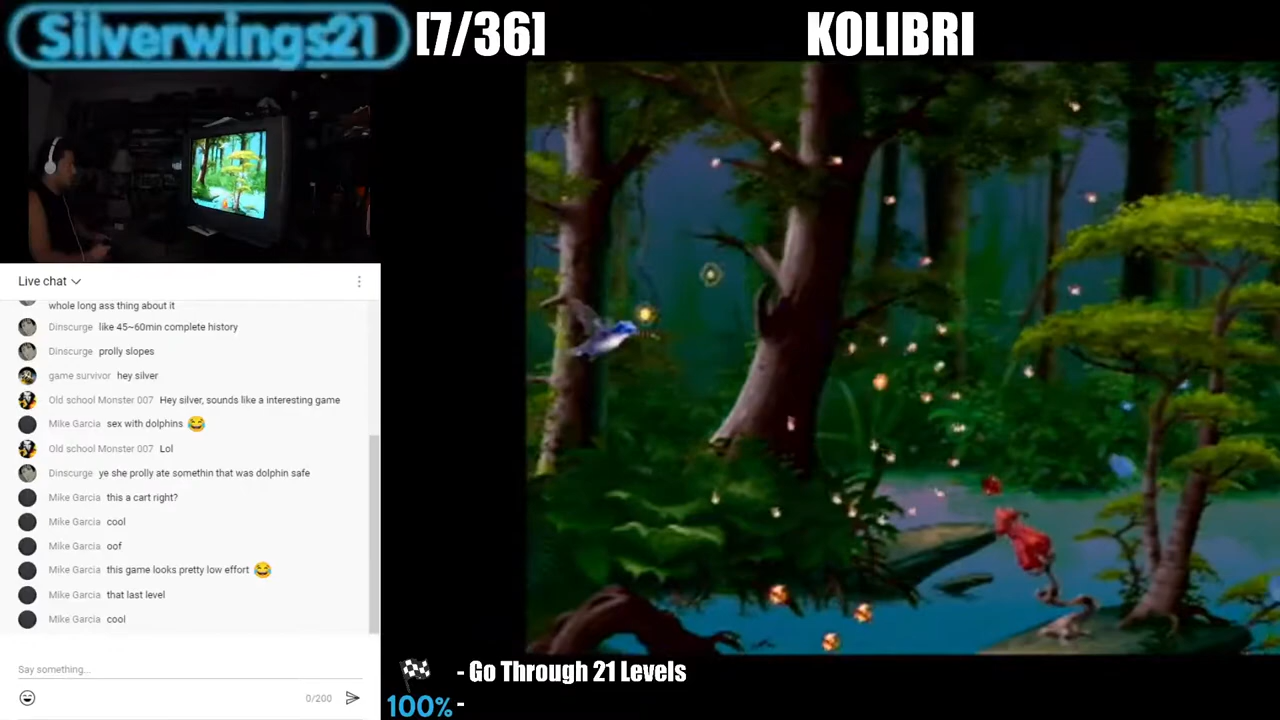 Silverwings21
[7/36]
KOLIBRI
Live chat
whole long ass thing about it
Dinscurge like 45~60min complete history
Dinscurge prolly slopes
game survivor hey silver
Old school Monster 007 Hey silver, sounds like a interesting game
Mike Garcia sex with dolphins 😂
Old school Monster 007 Lol
Dinscurge ye she prolly ate somethin that was dolphin safe
Mike Garcia this a cart right?
Mike Garcia cool
Mike Garcia oof
Mike Garcia this game looks pretty low effort 😂
Mike Garcia that last level
Mike Garcia cool
Say something...
0/200
- Go Through 21 Levels
100% -